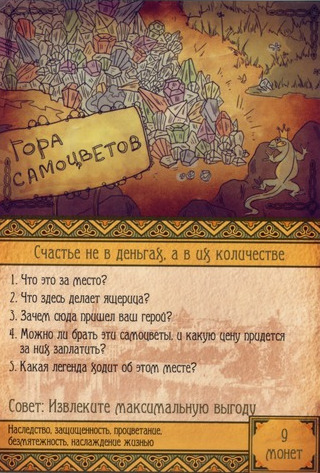 Гора
самоцветов
Счастье не в деньгах, а в их количестве
1. Что это за место?
2. Что здесь делает ящерица?
3. Зачем сюда пришел ваш герой?
4. Можно ли брать эти самоцветы, и какую цену придется
за них заплатить?
5. Какая легенда ходит об этом месте?
Совет: Извлеките максимальную выгоду
Наследство, защищенность, процветание,
безмятежность, наслаждение жизнью
9
монет